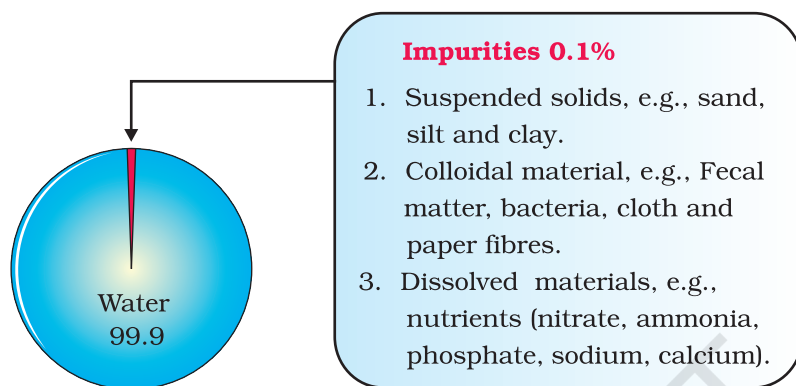 Impurities 0.1%
1. Suspended solids, e.g., sand,
silt and clay.
2. Colloidal material, e.g., Fecal
matter, bacteria, cloth and
paper fibres.
3. Dissolved materials, e.g.,
nutrients (nitrate, ammonia,
phosphate, sodium, calcium).
Water
99.9